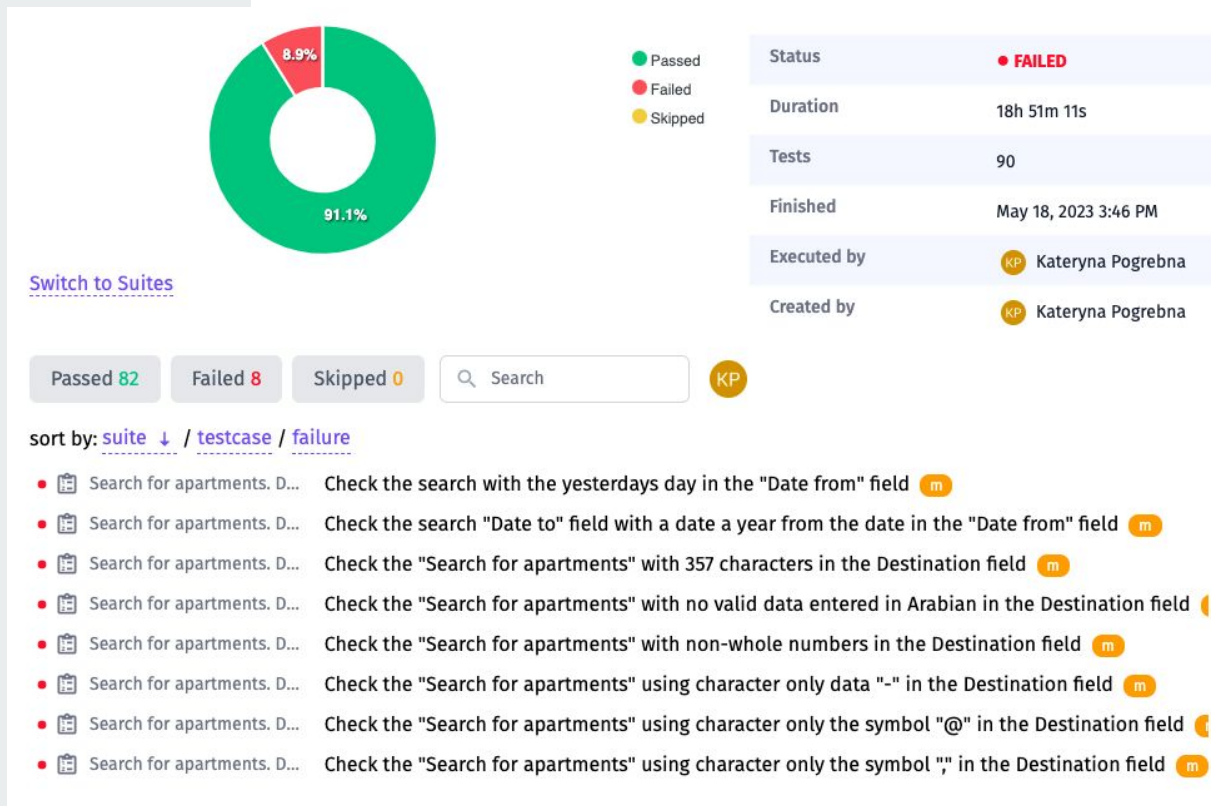 8.9%
91.1%
Passed
Failed
Skipped
Status FAILED
Duration 18h 51m 11s
Tests 90
Finished May 18, 2023 3:46 PM
Executed by KP Kateryna Pogrebna
Created by KP Kateryna Pogrebna
Switch to Suites
Passed 82 Failed 8 Skipped 0 Search KP
sort by: suite ↓ / testcase / failure
Search for apartments. D... Check the search with the yesterdays day in the "Date from" field m
Search for apartments. D... Check the search "Date to" field with a date a year from the date in the "Date from" field m
Search for apartments. D... Check the "Search for apartments" with 357 characters in the Destination field m
Search for apartments. D... Check the "Search for apartments" with no valid data entered in Arabian in the Destination field
Search for apartments. D... Check the "Search for apartments" with non-whole numbers in the Destination field m
Search for apartments. D... Check the "Search for apartments" using character only data "-" in the Destination field m
Search for apartments. D... Check the "Search for apartments" using character only the symbol "@" in the Destination field
Search for apartments. D... Check the "Search for apartments" using character only the symbol "," in the Destination field m